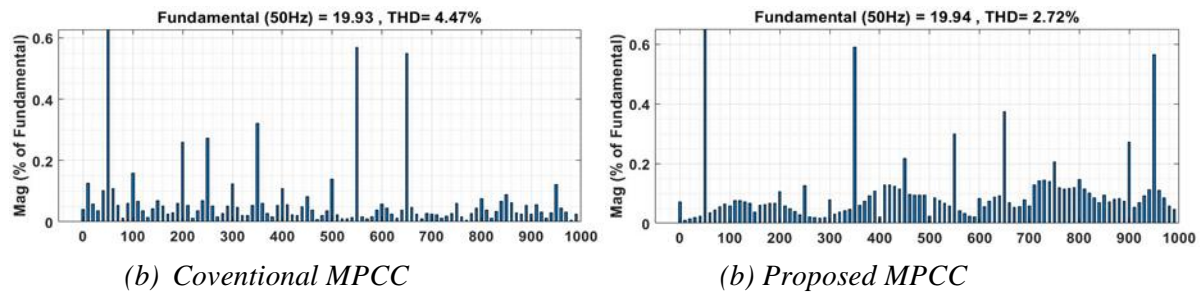 Fundamental (50Hz) = 19.93 , THD= 4.47%
Mag (% of Fundamental)
0.6
0.4
0.2
0
0 100 200 300 400 500 600 700 800 900 1000
(b) Coventional MPCC
Fundamental (50Hz) = 19.94 , THD= 2.72%
Mag (% of Fundamental)
0.6
0.4
0.2
0
0 100 200 300 400 500 600 700 800 900 1000
(b) Proposed MPCC